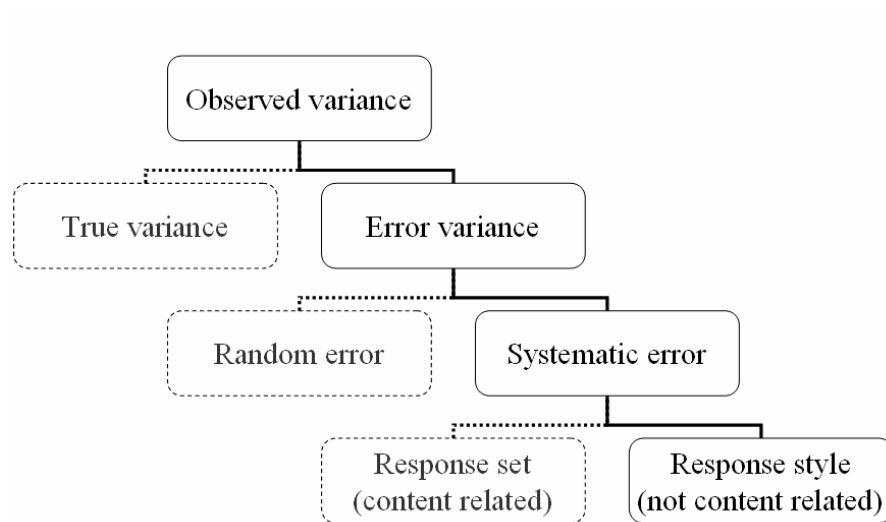 Observed variance
True variance
Error variance
Random error
Systematic error
Response set
(content related)
Response style
(not content related)